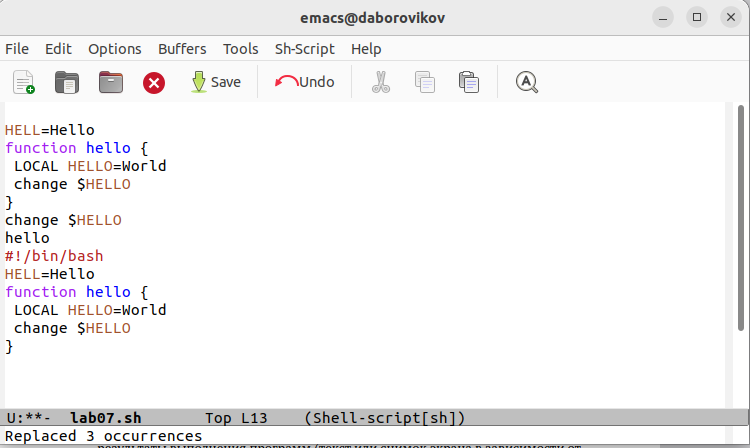 emacs@daborovikov
File Edit Options Buffers Tools Sh-Script Help
Save Undo
HELL=Hello
function hello {
 LOCAL HELLO=World
 change $HELLO
}
change $HELLO
hello
#!/bin/bash
HELL=Hello
function hello {
 LOCAL HELLO=World
 change $HELLO
}
U:**-  lab07.sh       Top L13    (Shell-script[sh])
Replaced 3 occurrences